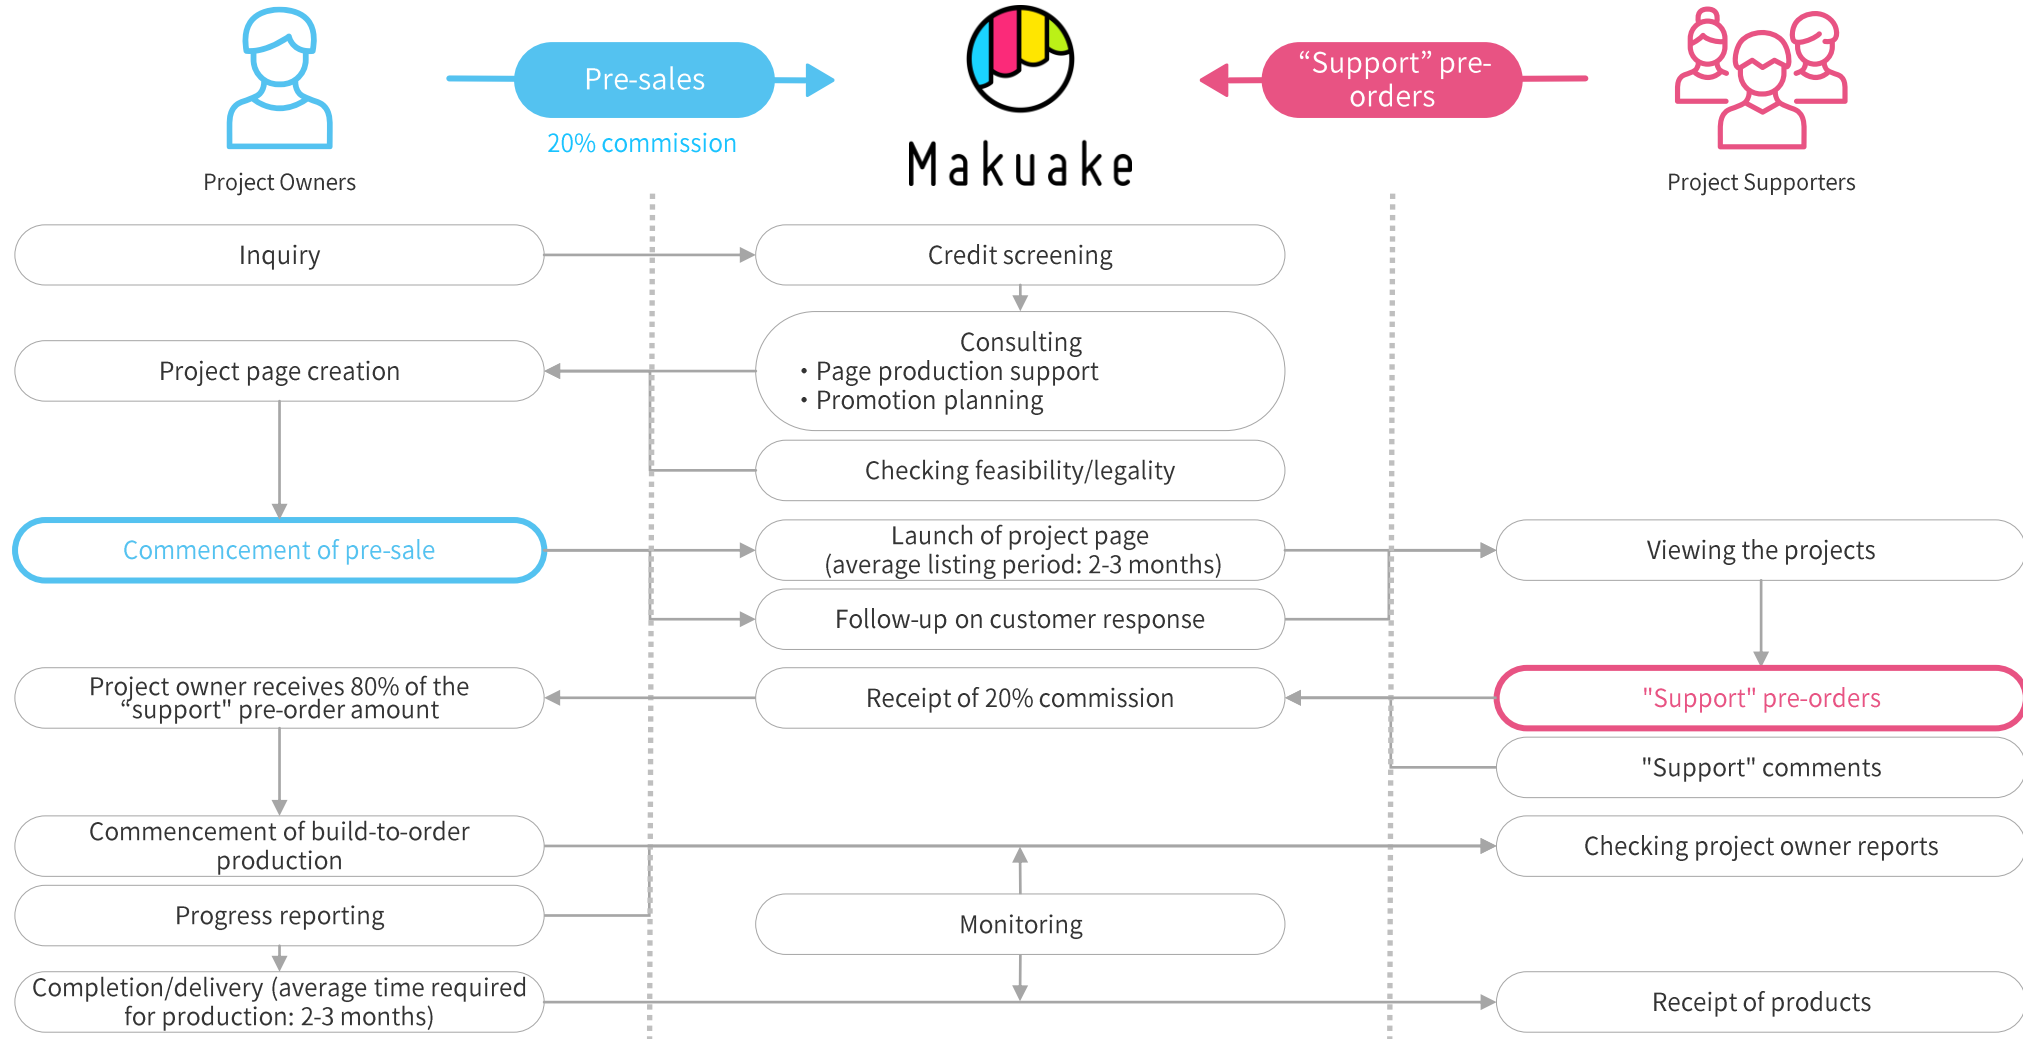 Pre-sales
20% commission
Makuake
“Support” pre-
orders
Project Owners
Project Supporters
Inquiry
Credit screening
Consulting
・Page production support
・Promotion planning
Project page creation
Checking feasibility/legality
Commencement of pre-sale
Launch of project page
(average listing period: 2-3 months)
Viewing the projects
Follow-up on customer response
Project owner receives 80% of the
“support" pre-order amount
Receipt of 20% commission
"Support" pre-orders
"Support" comments
Commencement of build-to-order
production
Checking project owner reports
Progress reporting
Monitoring
Completion/delivery (average time required
for production: 2-3 months)
Receipt of products